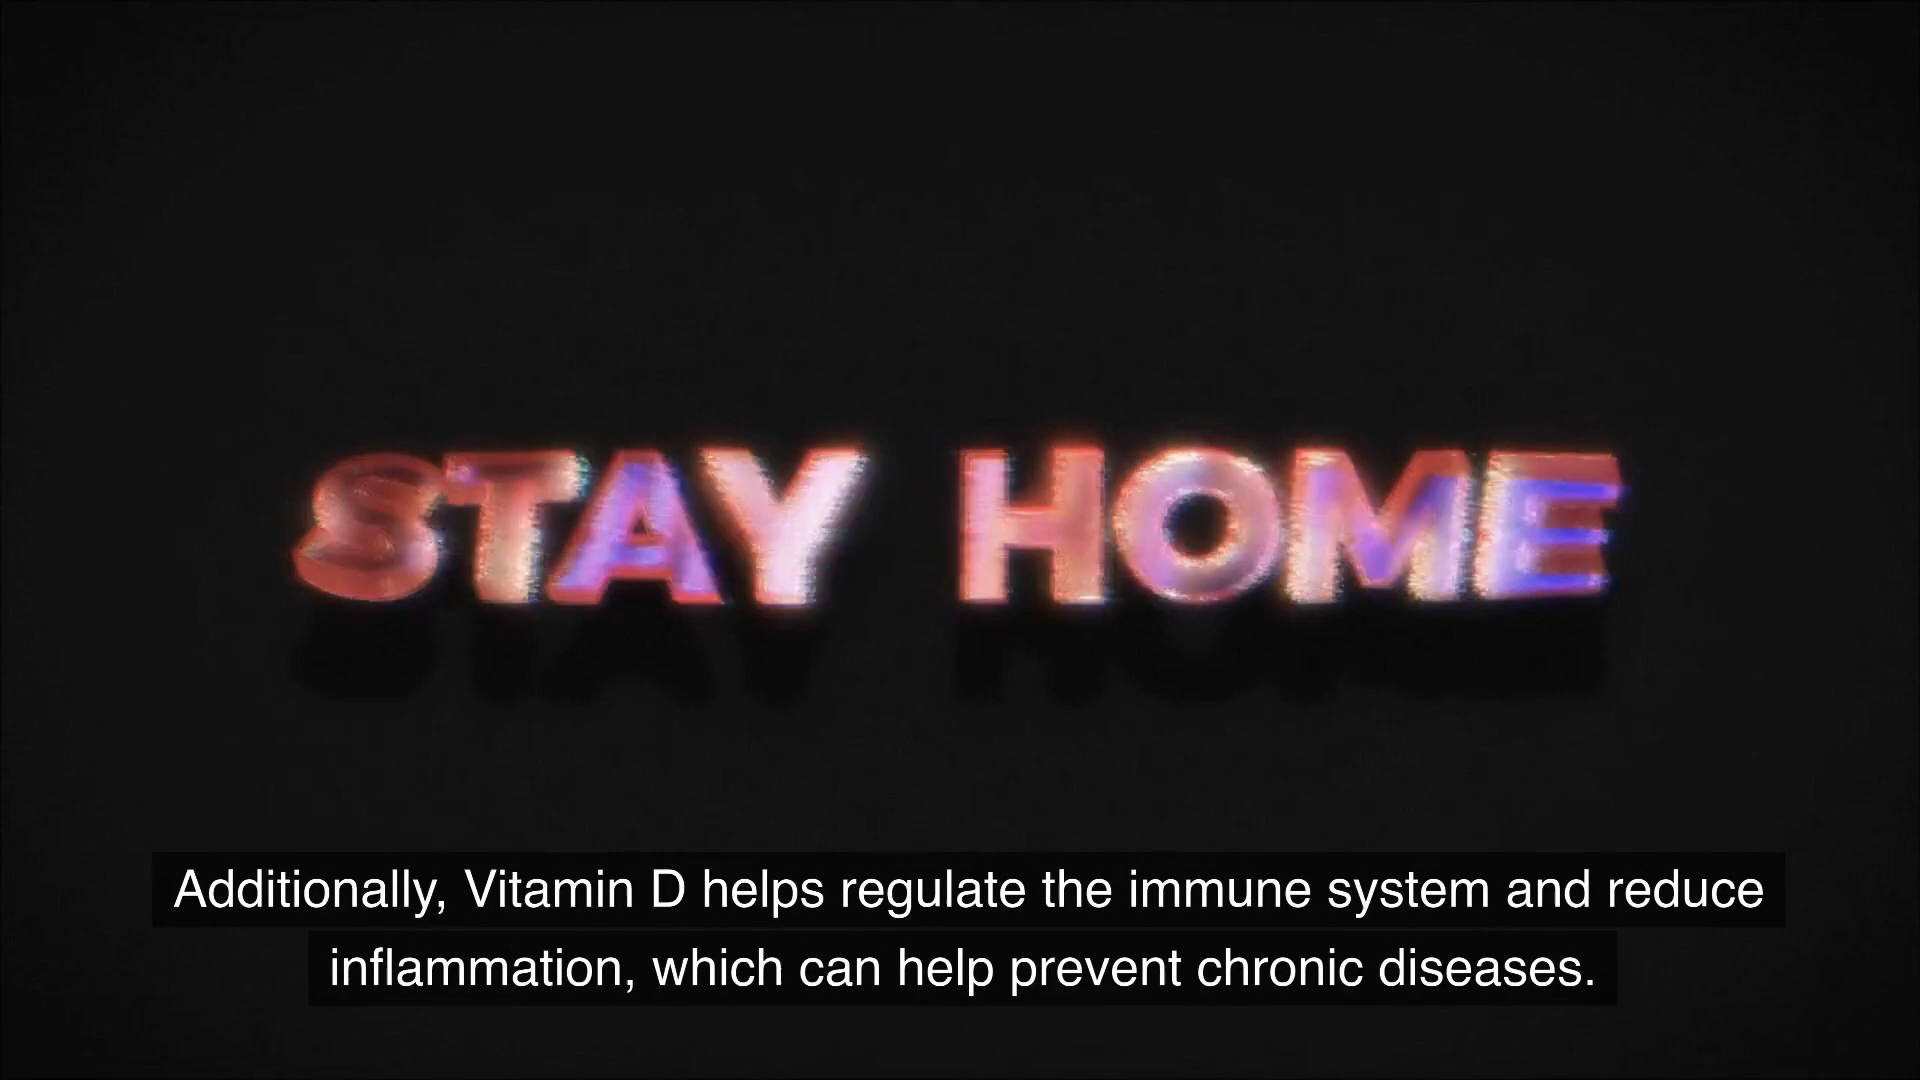 STAY HOME
Additionally, Vitamin D helps regulate the immune system and reduce
inflammation, which can help prevent chronic diseases.